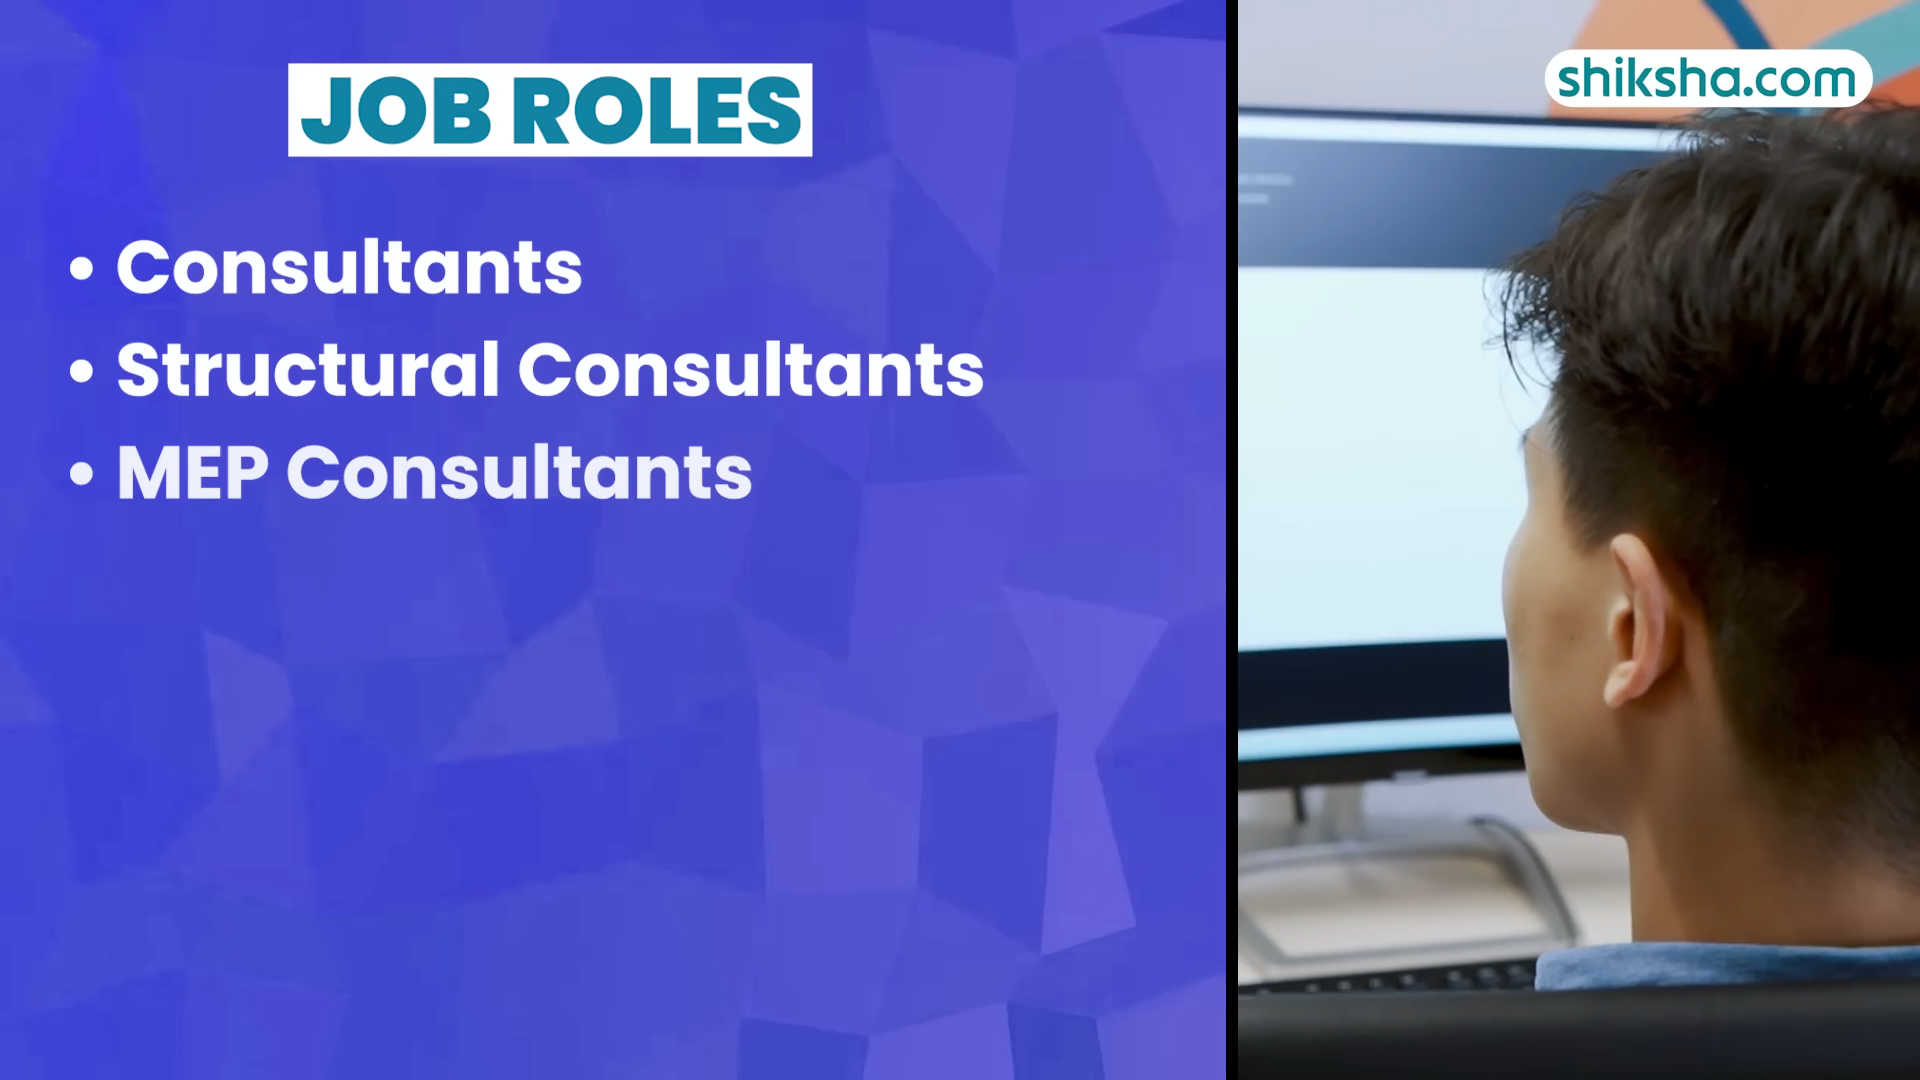 JOB ROLES
shiksha.com
• Consultants
• Structural Consultants
• MEP Consultants